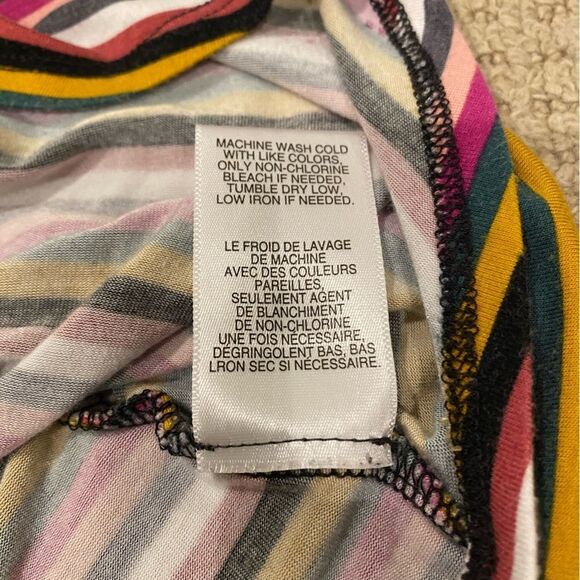 MACHINE WASH COLD
WITH LIKE COLORS,
ONLY NON-CHLORINE
BLEACH IF NEEDED,
TUMBLE DRY LOW,
LOW IRON IF NEEDED.
LE FROID DE LAVAGE
DE MACHINE
AVEC DES COULEURS
PAREILLES,
SEULEMENT AGENT
DE BLANCHIMENT
DE NON-CHLORINE
UNE FOIS NÉCESSAIRE,
DÉGRINGOLENT BAS, BAS
LRON SEC SI NÉCESSAIRE.